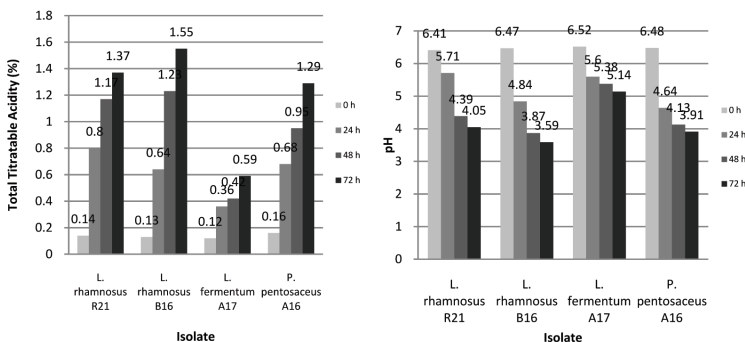 Total Titratable Acidity (%)
1.8
1.6
1.4
1.2
1
0.8
0.6
0.4
0.2
0
0.14
0.8
1.17
1.37
0.13
0.64
1.23
1.55
0.12
0.36
0.42
0.59
0.16
0.68
0.95
1.29
L. rhamnosus R21
L. rhamnosus B16
L. fermentum A17
P. pentosaceus A16
Isolate
0 h
24 h
48 h
72 h
pH
7
6
5
4
3
2
1
0
6.41
5.71
4.39
4.05
6.47
4.84
3.87
3.59
6.52
5.6
5.38
5.14
6.48
4.64
4.13
3.91
L. rhamnosus R21
L. rhamnosus B16
L. fermentum A17
P. pentosaceus A16
Isolate
0 h
24 h
48 h
72 h